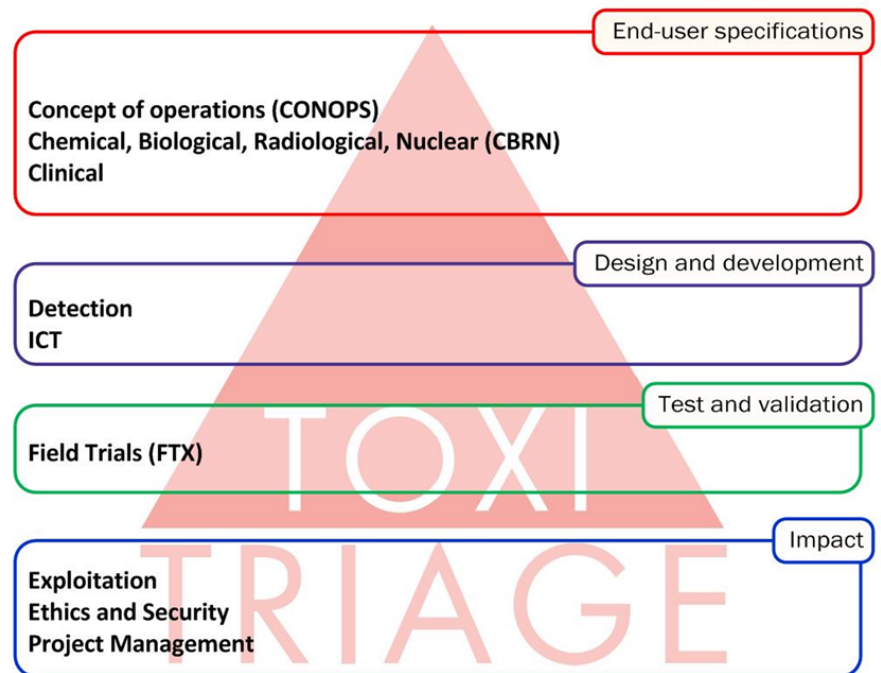 End-user specifications
Concept of operations (CONOPS)
Chemical, Biological, Radiological, Nuclear (CBRN)
Clinical
Design and development
Detection
ICT
Test and validation
TOXI
Field Trials (FTX)
Impact
TRIAGE
Exploitation
Ethics and Security
Project Management